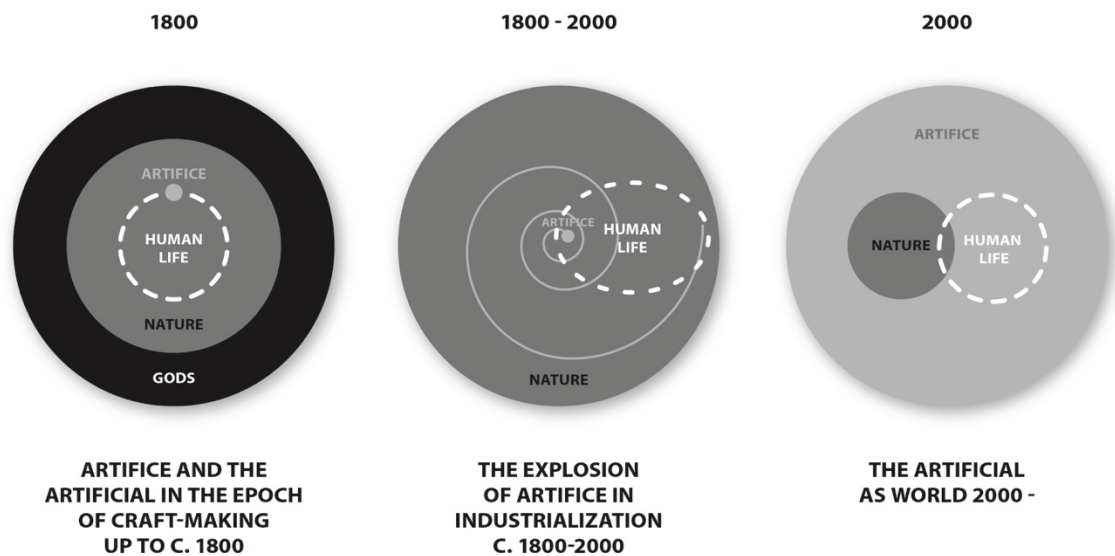 1800
ARTIFICE
HUMAN
LIFE
NATURE
GODS
ARTIFICE AND THE
ARTIFICIAL IN THE EPOCH
OF CRAFT-MAKING
UP TO C. 1800
1800 - 2000
ARTIFICE
HUMAN
LIFE
NATURE
THE EXPLOSION
OF ARTIFICE IN
INDUSTRIALIZATION
C. 1800-2000
2000
ARTIFICE
NATURE
HUMAN
LIFE
THE ARTIFICIAL
AS WORLD 2000 -